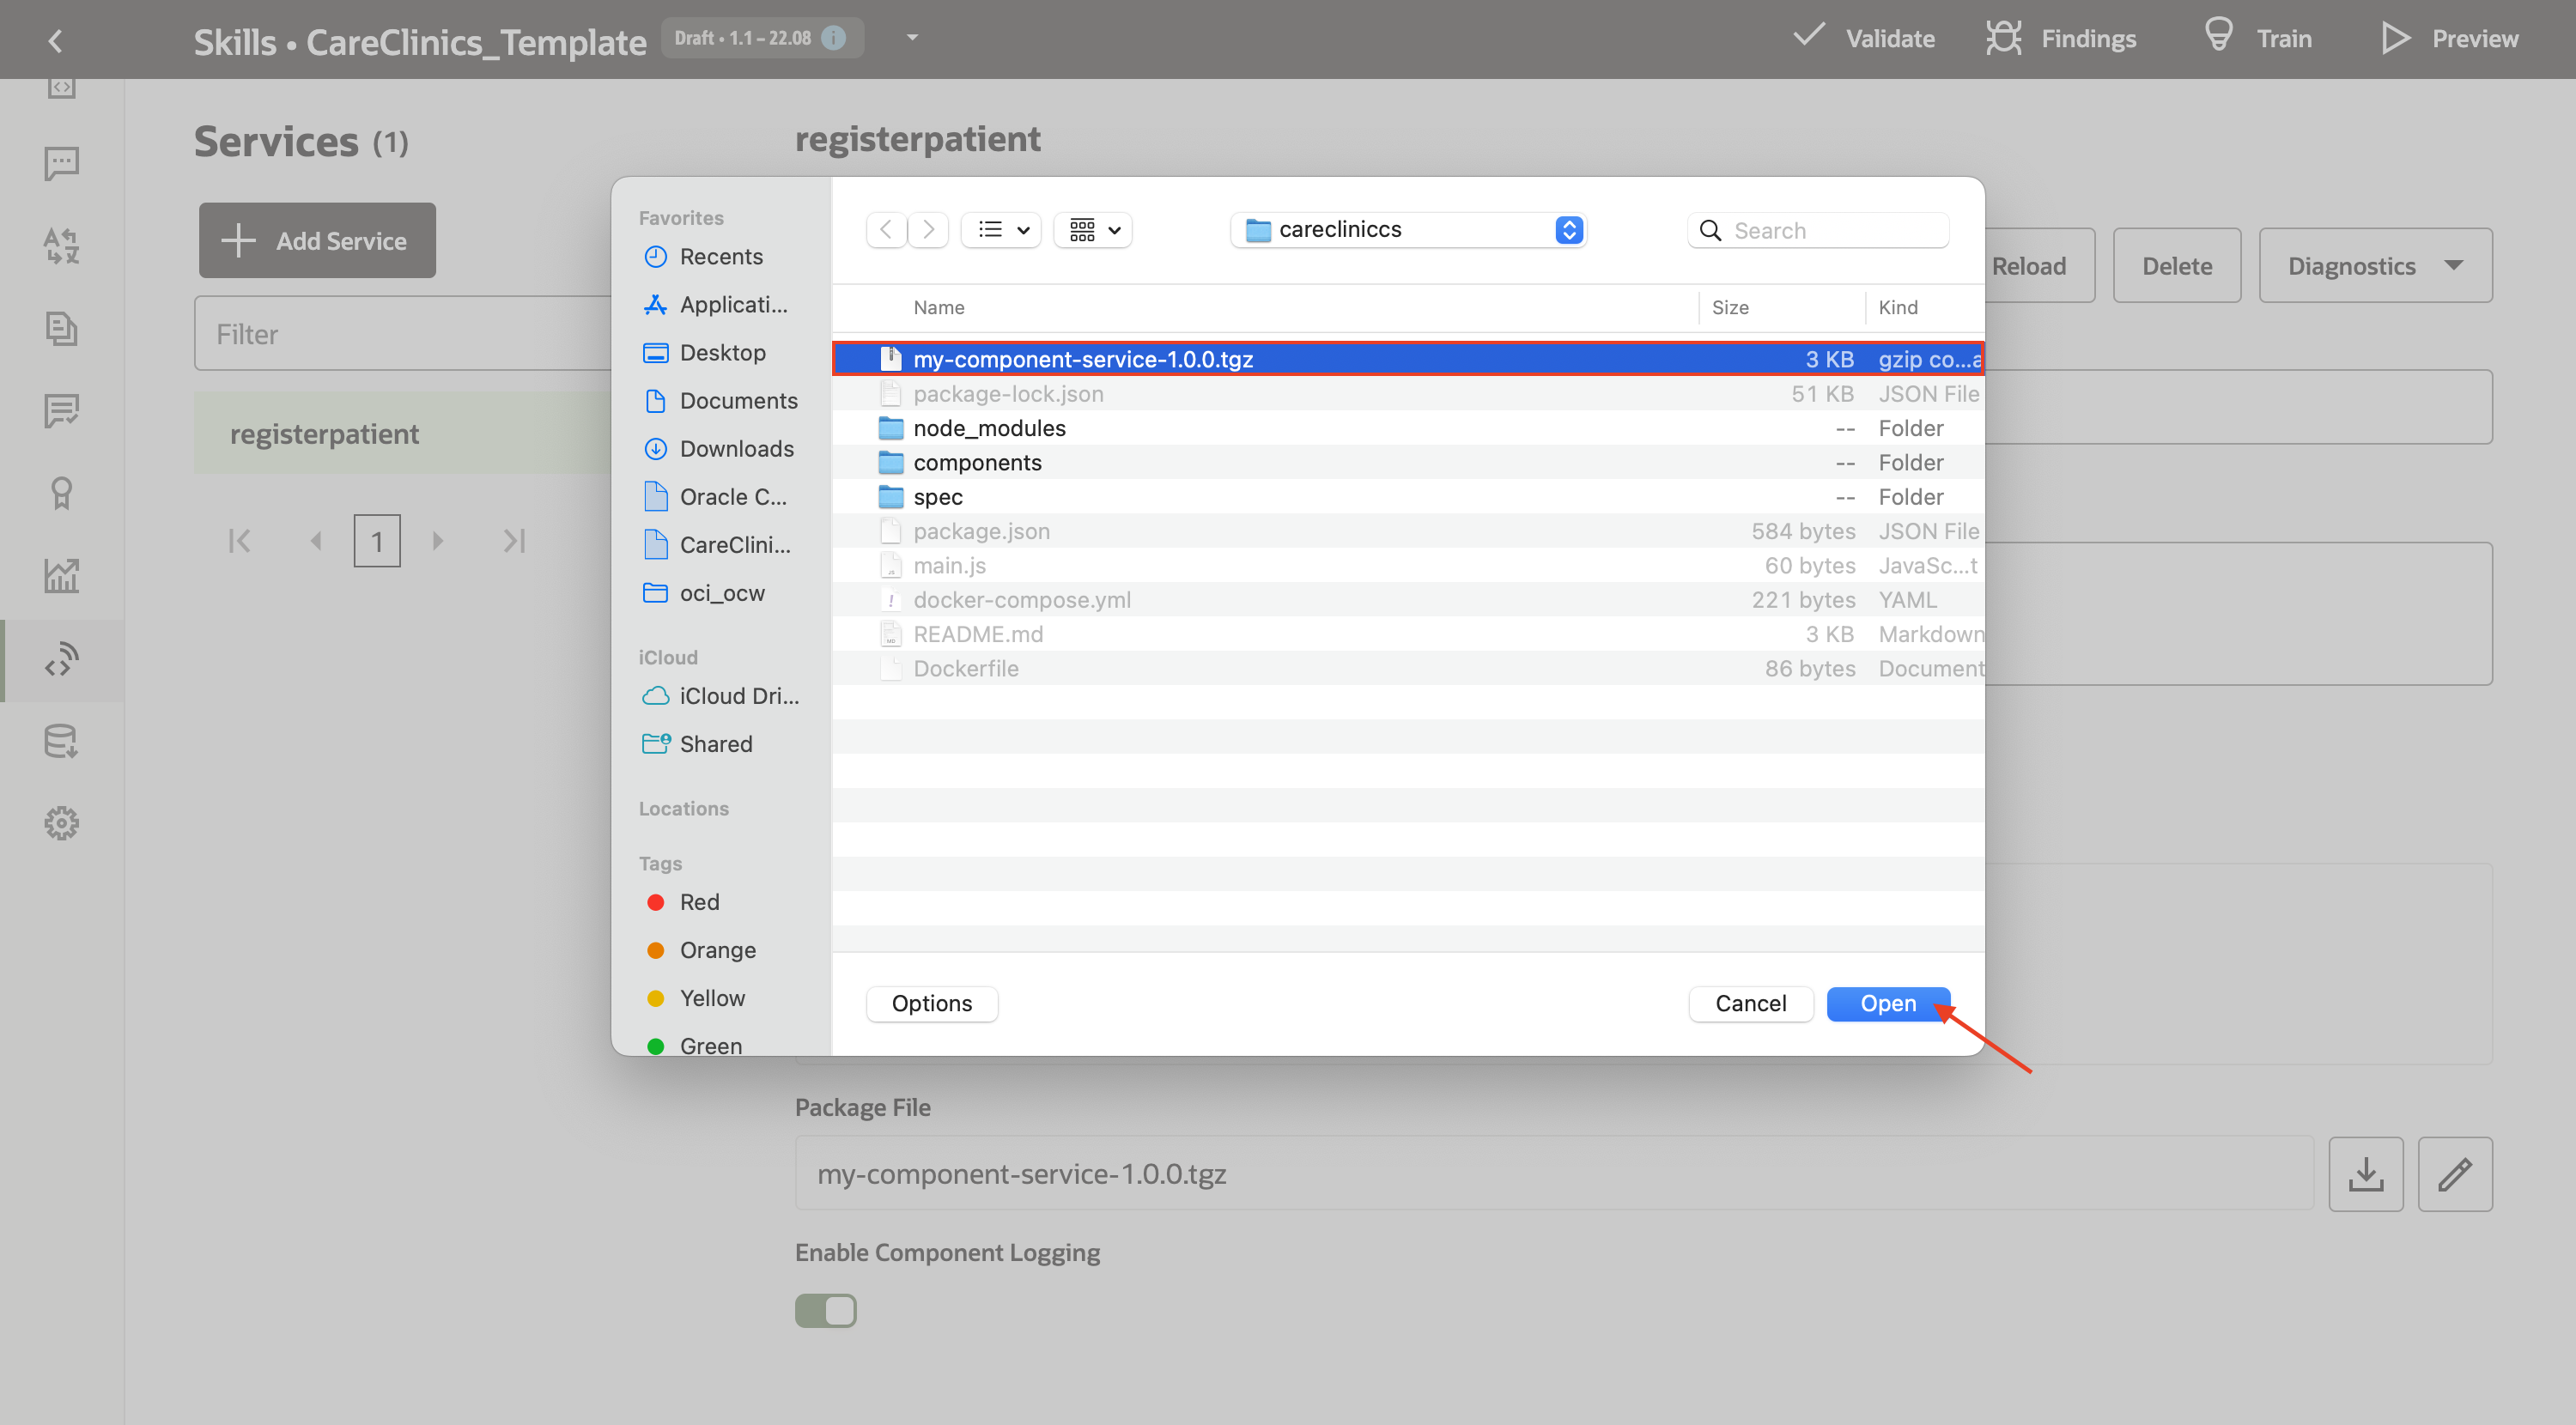 Skills • CareClinics_Template
Draft • 1.1 – 22.08
Validate
Findings
Train
Preview
Services (1)
Add Service
Filter
registerpatient
1
registerpatient
Reload
Delete
Diagnostics
Favorites
Recents
Applicati...
Desktop
Documents
Downloads
Oracle C...
CareClini...
oci_ocw
iCloud
iCloud Dri...
Shared
Locations
Tags
Red
Orange
Yellow
Green
carecliniccs
Search
Name Size Kind
my-component-service-1.0.0.tgz 3 KB gzip co...a
package-lock.json 51 KB JSON File
node_modules -- Folder
components -- Folder
spec -- Folder
package.json 584 bytes JSON File
main.js 60 bytes JavaSc...t
docker-compose.yml 221 bytes YAML
README.md 3 KB Markdown
Dockerfile 86 bytes Document
Options
Cancel
Open
Package File
my-component-service-1.0.0.tgz
Enable Component Logging